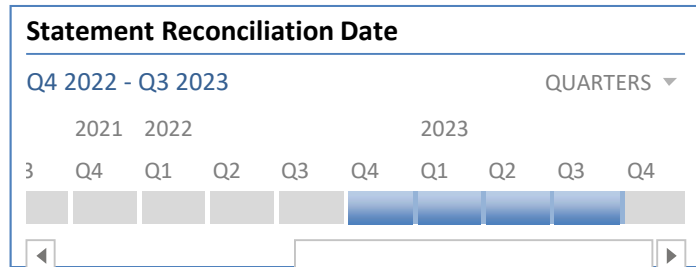 Statement Reconciliation Date
Q4 2022 - Q3 2023 QUARTERS
2021 2022 2023
Q4 Q1 Q2 Q3 Q4 Q1 Q2 Q3 Q4